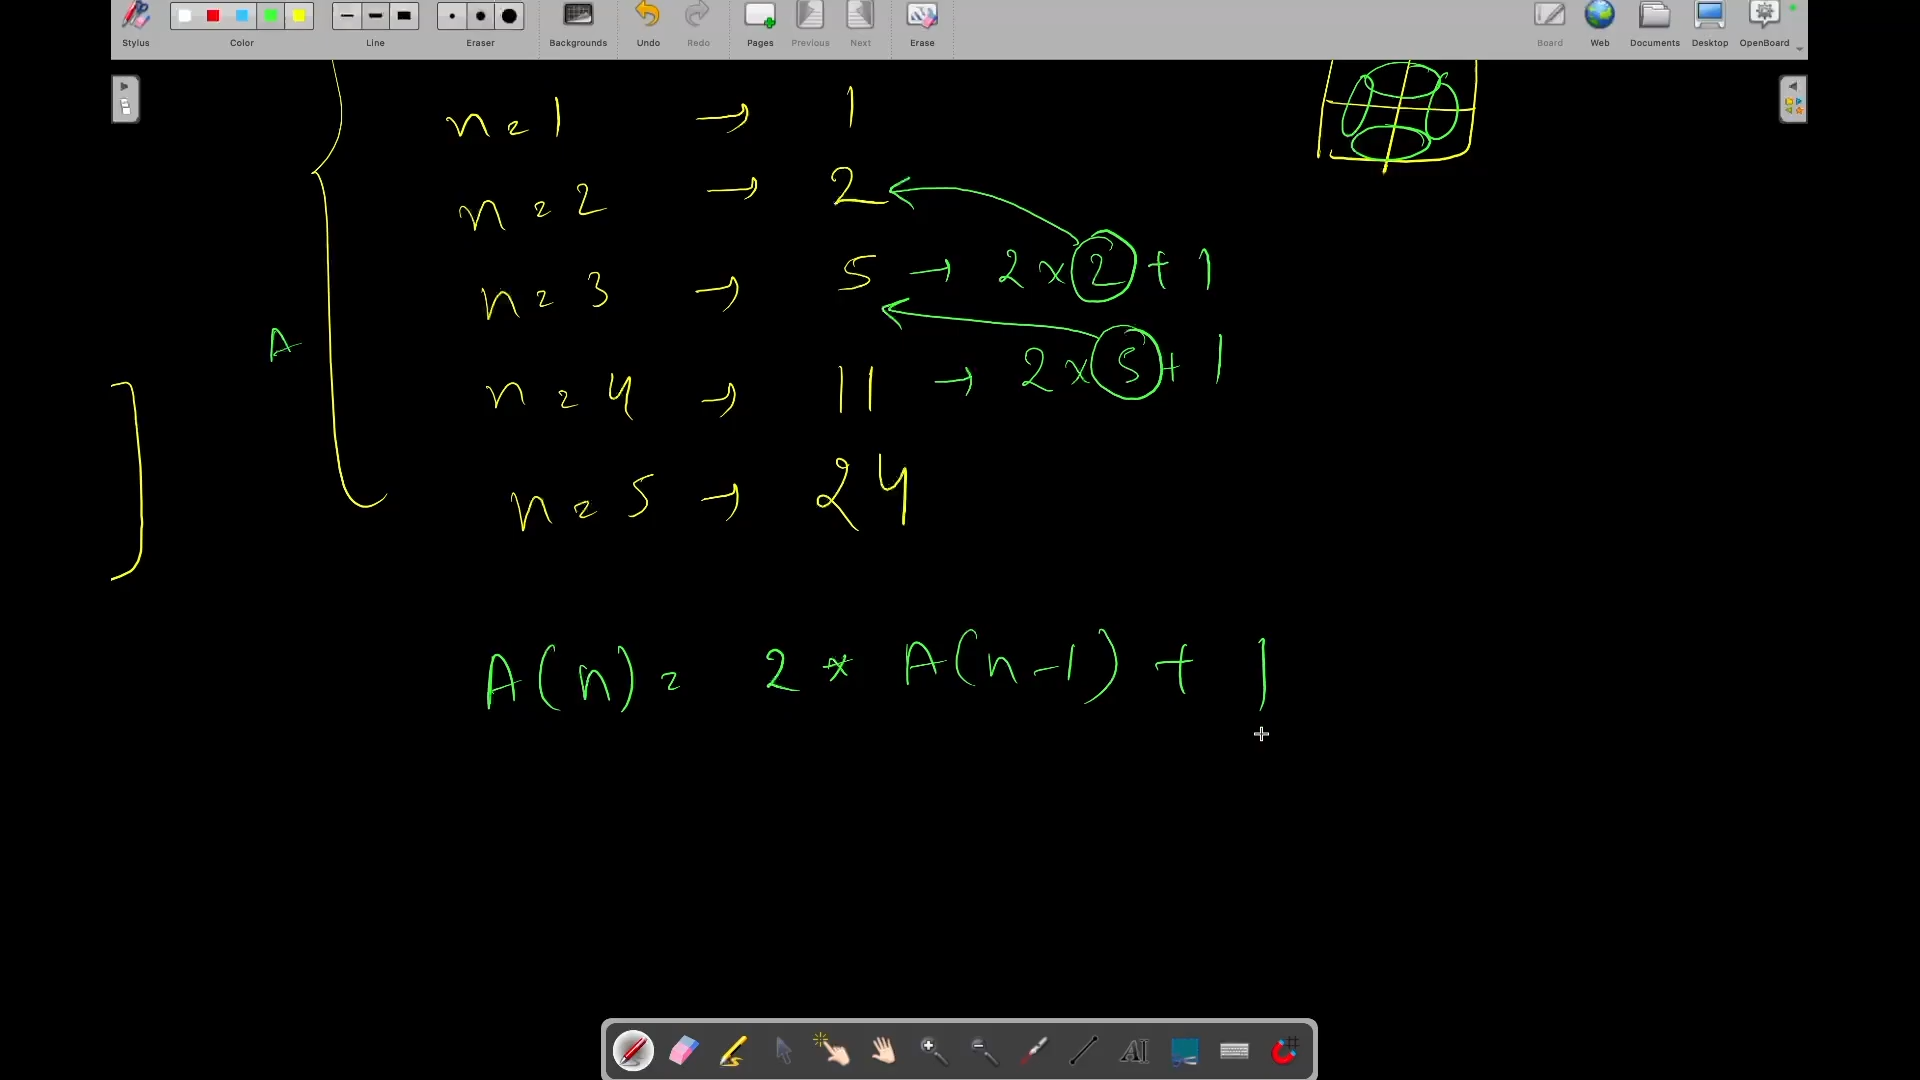 Stylus Color Line Eraser Backgrounds Undo Redo Pages Previous Next Erase Board Web Documents Desktop OpenBoard
n=1 → 1
n=2 → 2
n=3 → 5 → 2×2+1
A
n=4 → 11 → 2×5+1
n=5 → 24
A(n)= 2 * A(n-1) + 1
AI